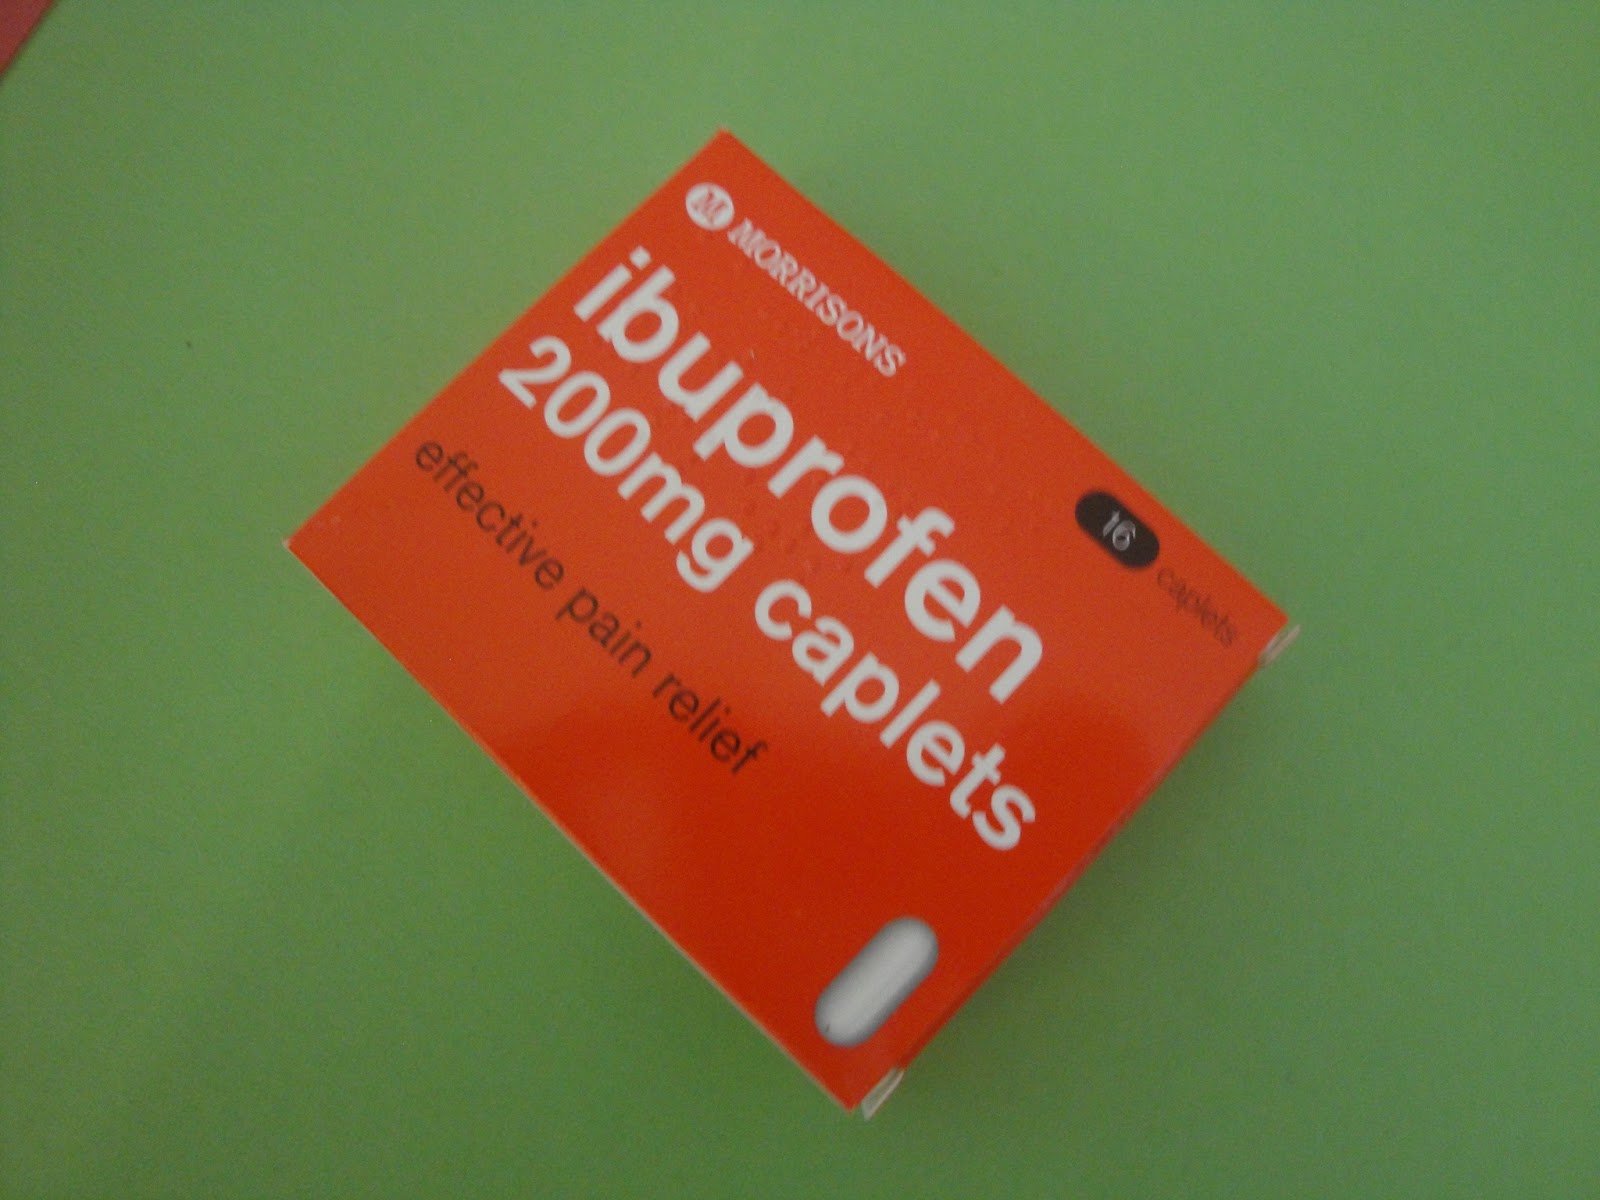 M MORRISONS
ibuprofen
200mg caplets
effective pain relief
16 caplets